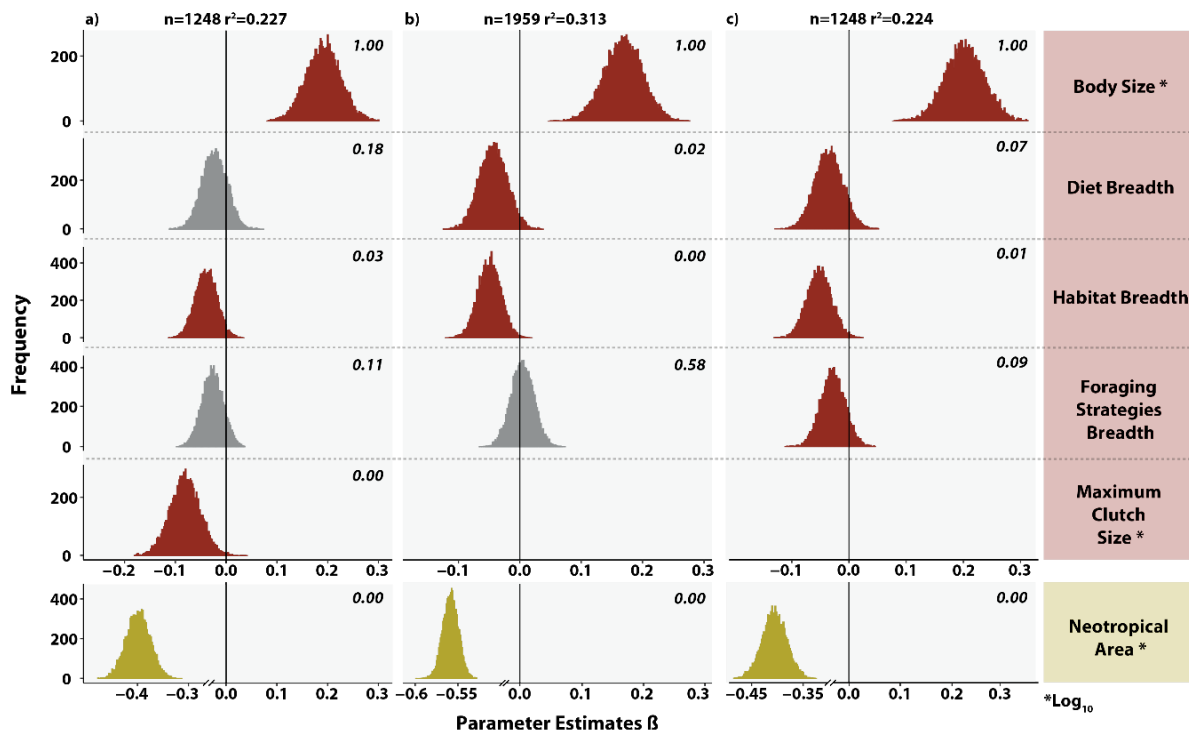 a) n=1248 r²=0.227 b) n=1959 r²=0.313 c) n=1248 r²=0.224
200 0 1.00 1.00 1.00 Body Size *
200 0 0.18 0.02 0.07 Diet Breadth
400 200 0 0.03 0.00 0.01 Habitat Breadth
400 200 0 0.11 0.58 0.09 Foraging
Strategies
Breadth
200 0 0.00 Maximum
Clutch
Size *
−0.2 −0.1 0.0 0.1 0.2 0.3 −0.1 0.0 0.1 0.2 0.3 −0.1 0.0 0.1 0.2 0.3
400 200 0 0.00 0.00 0.00 Neotropical
Area *
−0.4 −0.3 // 0.0 0.1 0.2 0.3 −0.6 −0.55 // 0.0 0.1 0.2 0.3 −0.45 −0.35 // 0.0 0.1 0.2 0.3
*Log₁₀
Frequency
Parameter Estimates ß